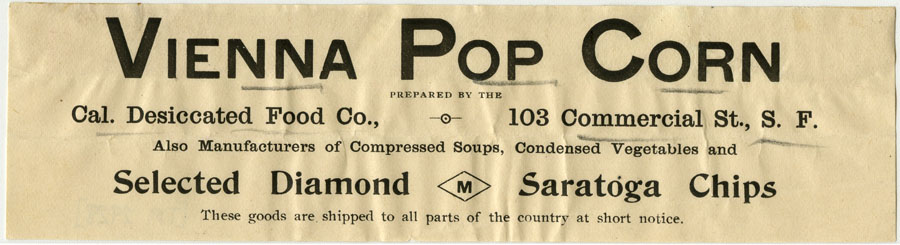 VIENNA POP CORN
PREPARED BY THE
Cal. Desiccated Food Co., 103 Commercial St., S. F.
Also Manufacturers of Compressed Soups, Condensed Vegetables and
Selected Diamond M Saratoga Chips
These goods are shipped to all parts of the country at short notice.